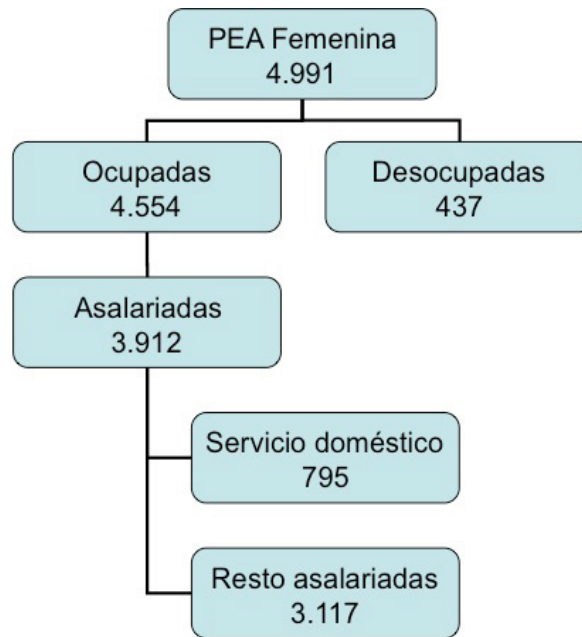 PEA Femenina
4.991
Ocupadas
4.554
Desocupadas
437
Asalariadas
3.912
Servicio doméstico
795
Resto asalariadas
3.117